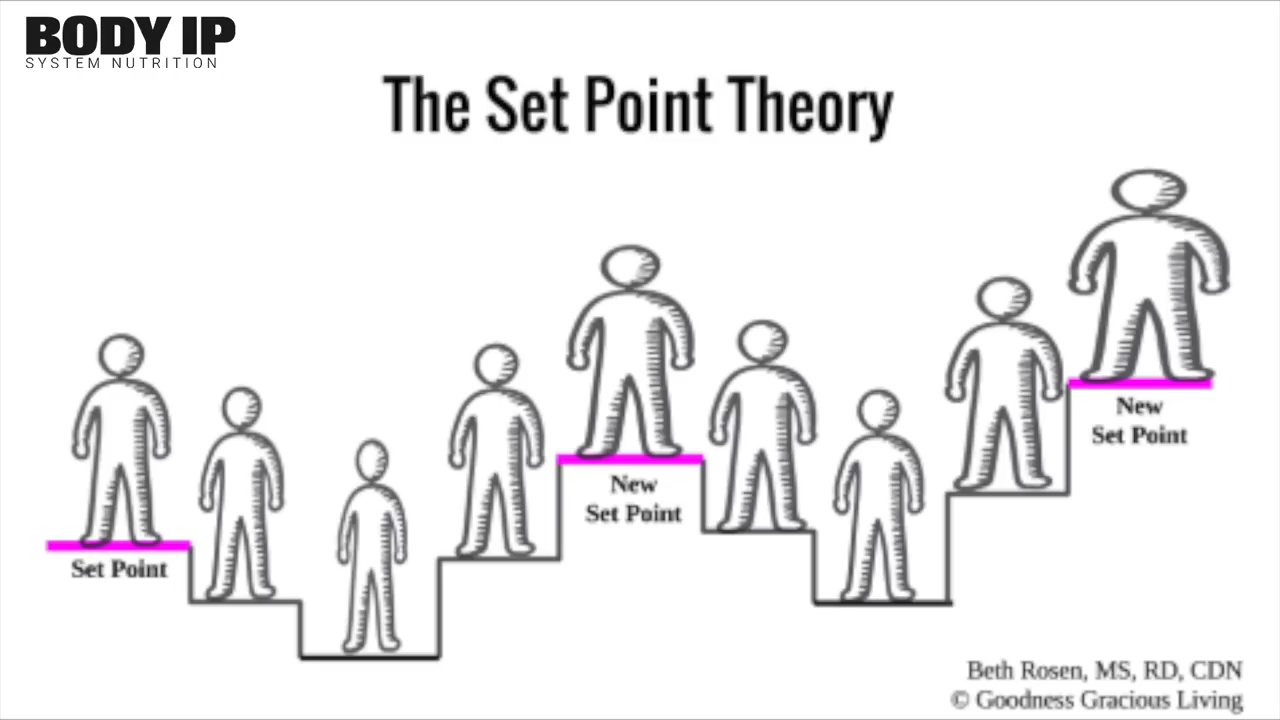 BODY IP
SYSTEM NUTRITION
The Set Point Theory
Set Point
New
Set Point
New
Set Point
Beth Rosen, MS, RD, CDN
© Goodness Gracious Living